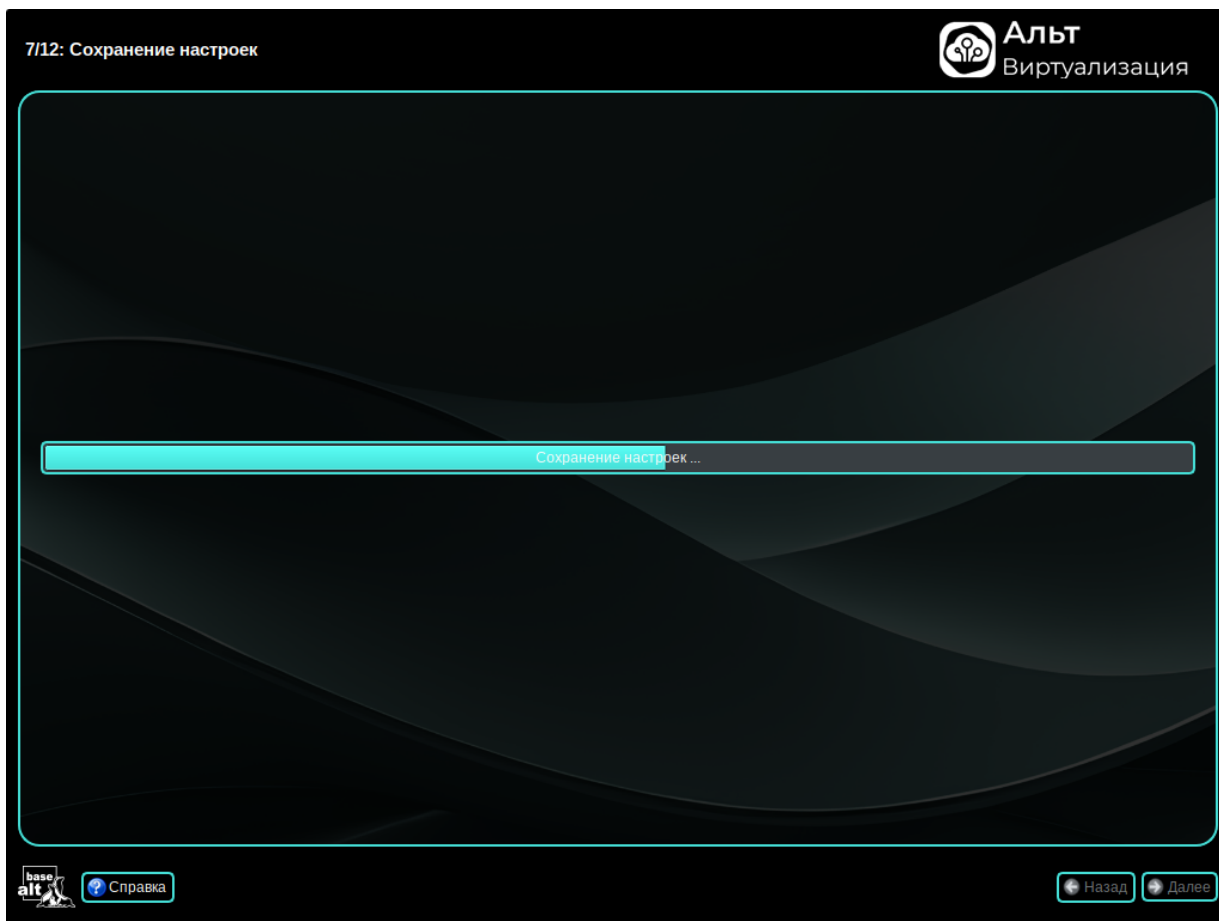 7/12: Сохранение настроек
Альт
Виртуализация
Сохранение настроек ...
base
alt
Справка
Назад
Далее